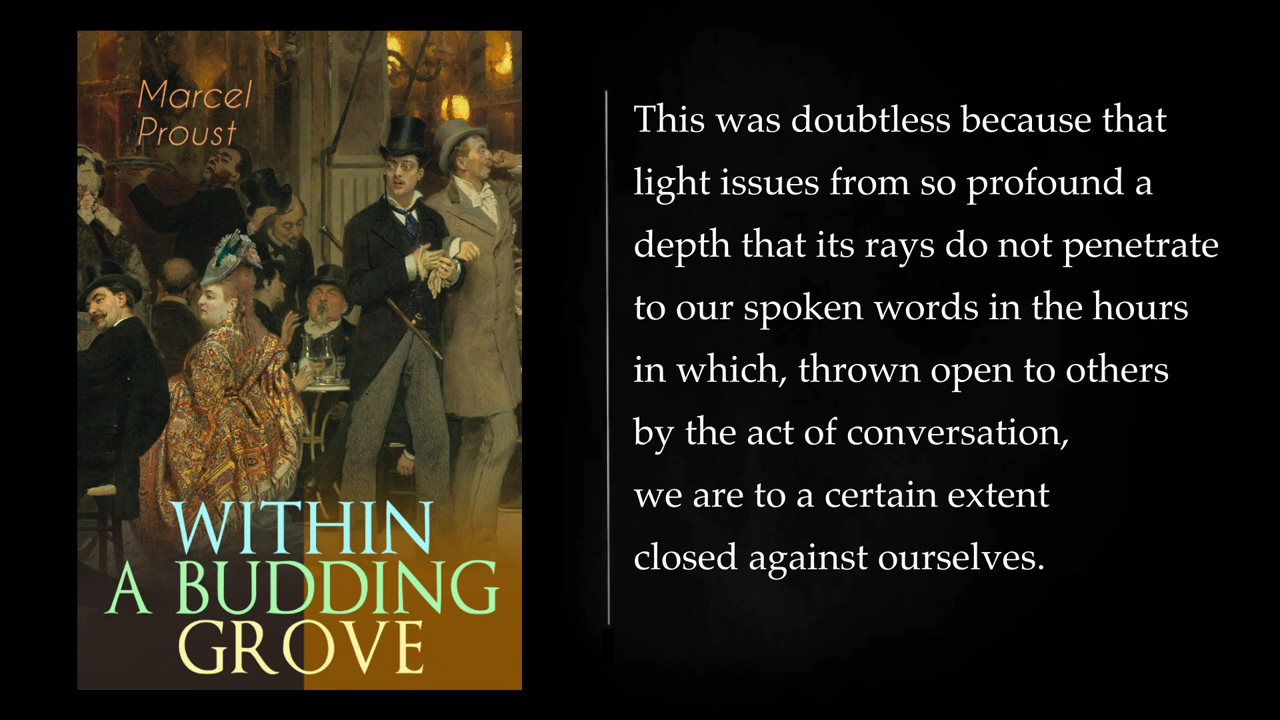 Marcel
Proust
WITHIN
A BUDDING
GROVE
This was doubtless because that
light issues from so profound a
depth that its rays do not penetrate
to our spoken words in the hours
in which, thrown open to others
by the act of conversation,
we are to a certain extent
closed against ourselves.